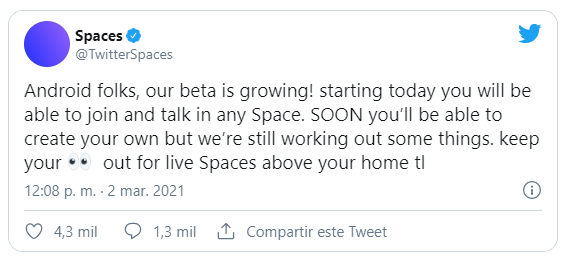 Spaces
@TwitterSpaces
Android folks, our beta is growing! starting today you will be
able to join and talk in any Space. SOON you’ll be able to
create your own but we’re still working out some things. keep
your 👀 out for live Spaces above your home tl
12:08 p. m. · 2 mar. 2021
4,3 mil 1,3 mil Compartir este Tweet